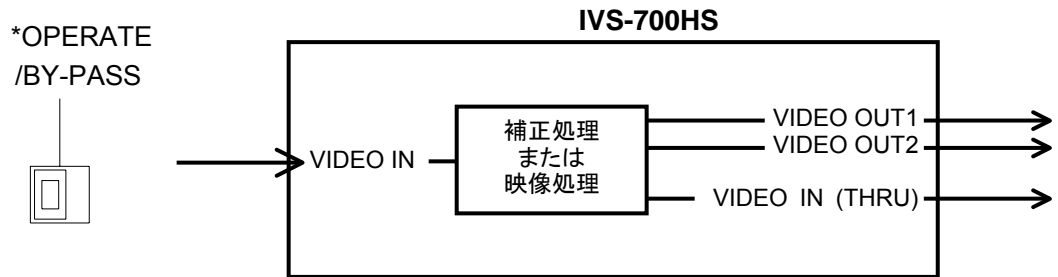 *OPERATE
/BY-PASS
IVS-700HS
VIDEO IN
補正処理
または
映像処理
VIDEO OUT1
VIDEO OUT2
VIDEO IN (THRU)